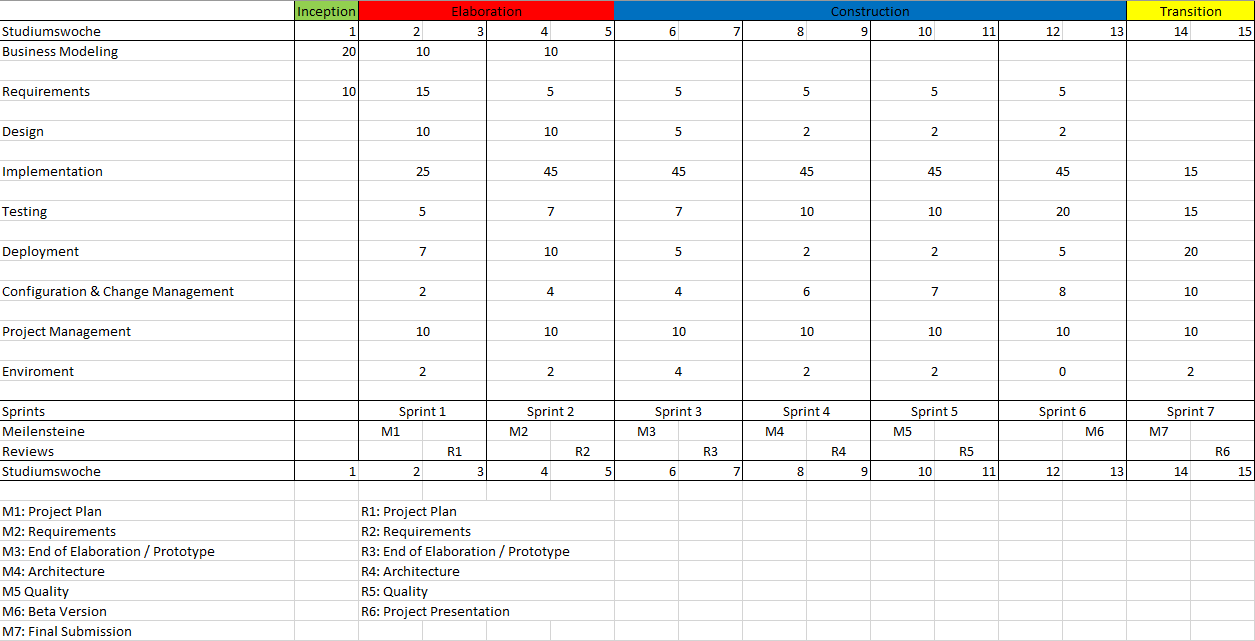 Inception Elaboration Construction Transition
Studiumswoche 1 2 3 4 5 6 7 8 9 10 11 12 13 14 15
Business Modeling 20 10 10
Requirements 10 15 5 5 5 5 5
Design 10 10 5 2 2 2
Implementation 25 45 45 45 45 45 15
Testing 5 7 7 10 10 20 15
Deployment 7 10 5 2 2 5 20
Configuration & Change Management 2 4 4 6 7 8 10
Project Management 10 10 10 10 10 10 10
Enviroment 2 2 4 2 2 0 2
Sprints Sprint 1 Sprint 2 Sprint 3 Sprint 4 Sprint 5 Sprint 6 Sprint 7
Meilensteine M1 M2 M3 M4 M5 M6 M7
Reviews R1 R2 R3 R4 R5 R6
Studiumswoche 1 2 3 4 5 6 7 8 9 10 11 12 13 14 15
M1: Project Plan R1: Project Plan
M2: Requirements R2: Requirements
M3: End of Elaboration / Prototype R3: End of Elaboration / Prototype
M4: Architecture R4: Architecture
M5 Quality R5: Quality
M6: Beta Version R6: Project Presentation
M7: Final Submission